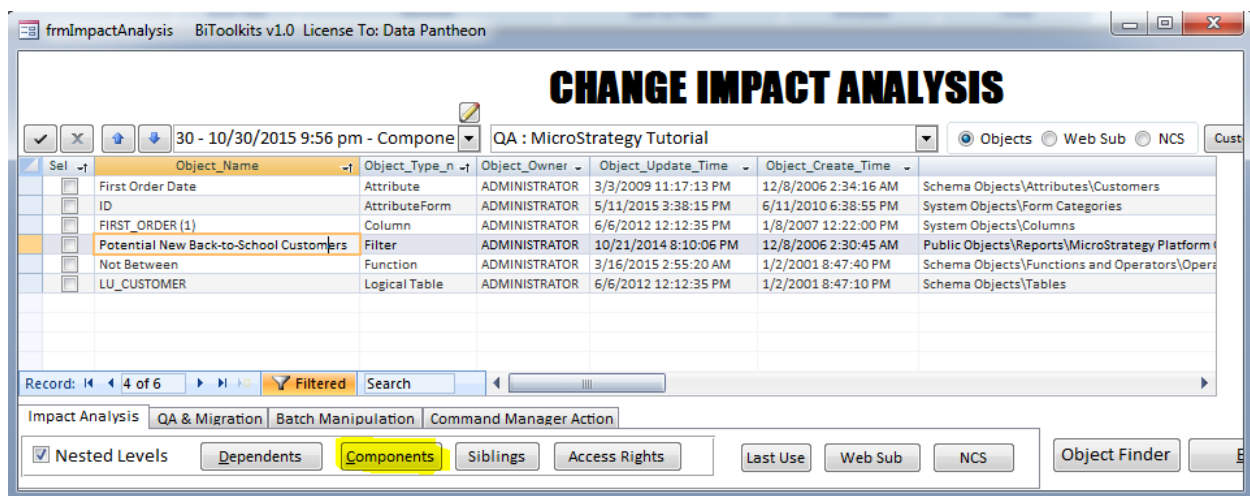 frmImpactAnalysis BiToolkits v1.0 License To: Data Pantheon
CHANGE IMPACT ANALYSIS
30 - 10/30/2015 9:56 pm - Compone QA : MicroStrategy Tutorial Objects Web Sub NCS Cust
Sel Object_Name Object_Type_n Object_Owner Object_Update_Time Object_Create_Time
First Order Date Attribute ADMINISTRATOR 3/3/2009 11:17:13 PM 12/8/2006 2:34:16 AM Schema Objects\Attributes\Customers
ID AttributeForm ADMINISTRATOR 5/11/2015 3:38:15 PM 6/11/2010 6:38:55 PM System Objects\Form Categories
FIRST_ORDER (1) Column ADMINISTRATOR 6/6/2012 12:12:35 PM 1/8/2007 12:22:00 PM System Objects\Columns
Potential New Back-to-School Customers Filter ADMINISTRATOR 10/21/2014 8:10:06 PM 12/8/2006 2:30:45 AM Public Objects\Reports\MicroStrategy Platform
Not Between Function ADMINISTRATOR 3/16/2015 2:55:20 AM 1/2/2001 8:47:40 PM Schema Objects\Functions and Operators\Opera
LU_CUSTOMER Logical Table ADMINISTRATOR 6/6/2012 12:12:35 PM 1/2/2001 8:47:10 PM Schema Objects\Tables
Record: 4 of 6 Filtered Search
Impact Analysis QA & Migration Batch Manipulation Command Manager Action
Nested Levels Dependents Components Siblings Access Rights Last Use Web Sub NCS Object Finder